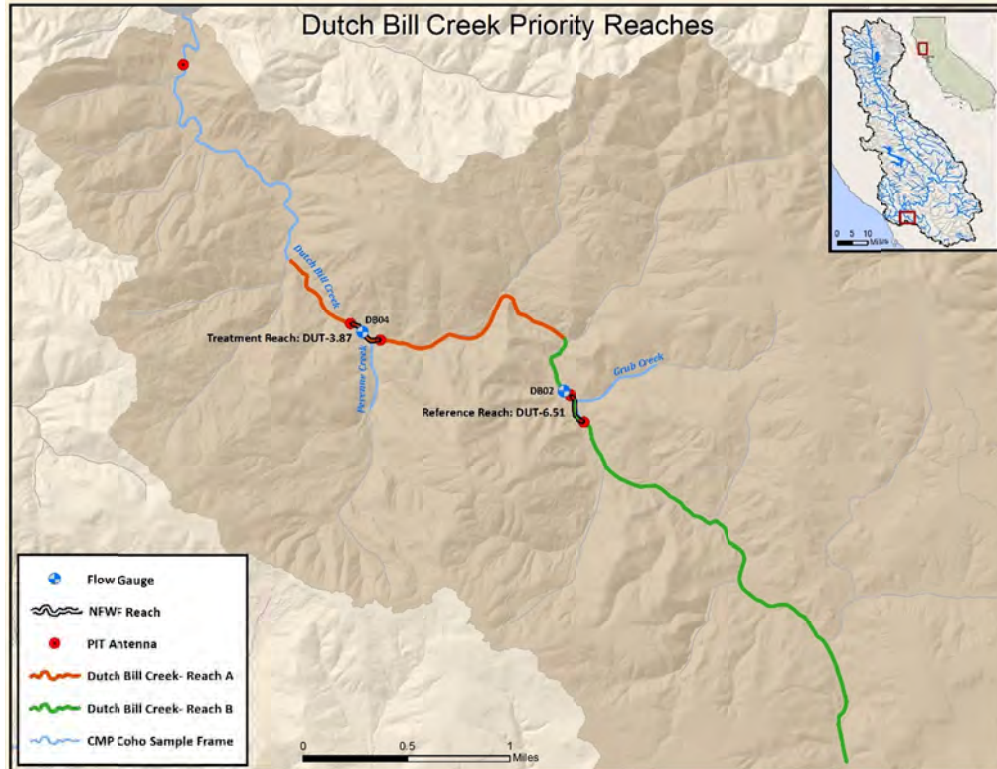 Dutch Bill Creek Priority Reaches
0 5 10
Miles
Dutch Bill Creek
DB04
Treatment Reach: DUT-3.87
Perenne Creek
DB02
Grub Creek
Reference Reach: DUT-6.51
Flow Gauge
NFWF Reach
PIT Antenna
Dutch Bill Creek- Reach A
Dutch Bill Creek- Reach B
CMP Coho Sample Frame
0 0.5 1
Miles